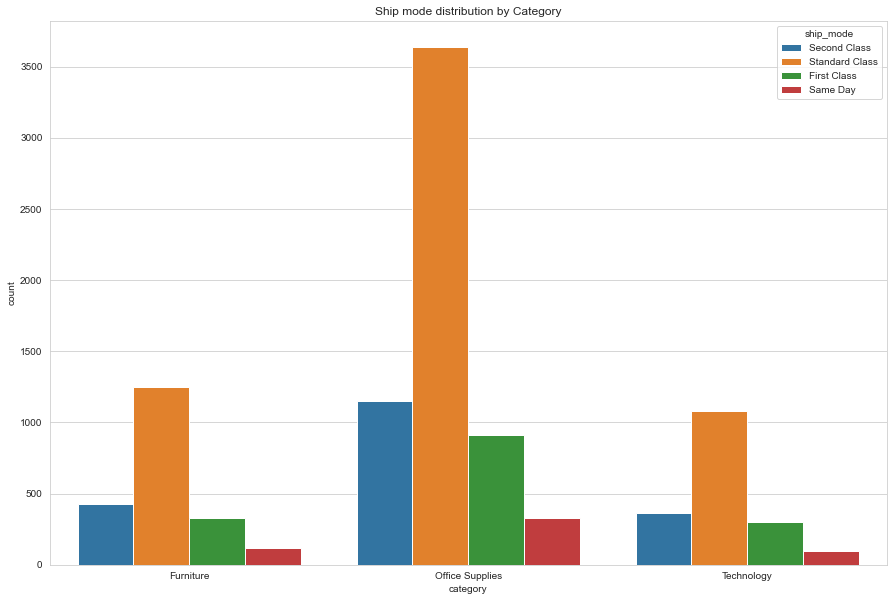 Ship mode distribution by Category
ship_mode
Second Class
Standard Class
First Class
Same Day
3500
3000
2500
2000
1500
1000
500
0
count
Furniture
Office Supplies
Technology
category